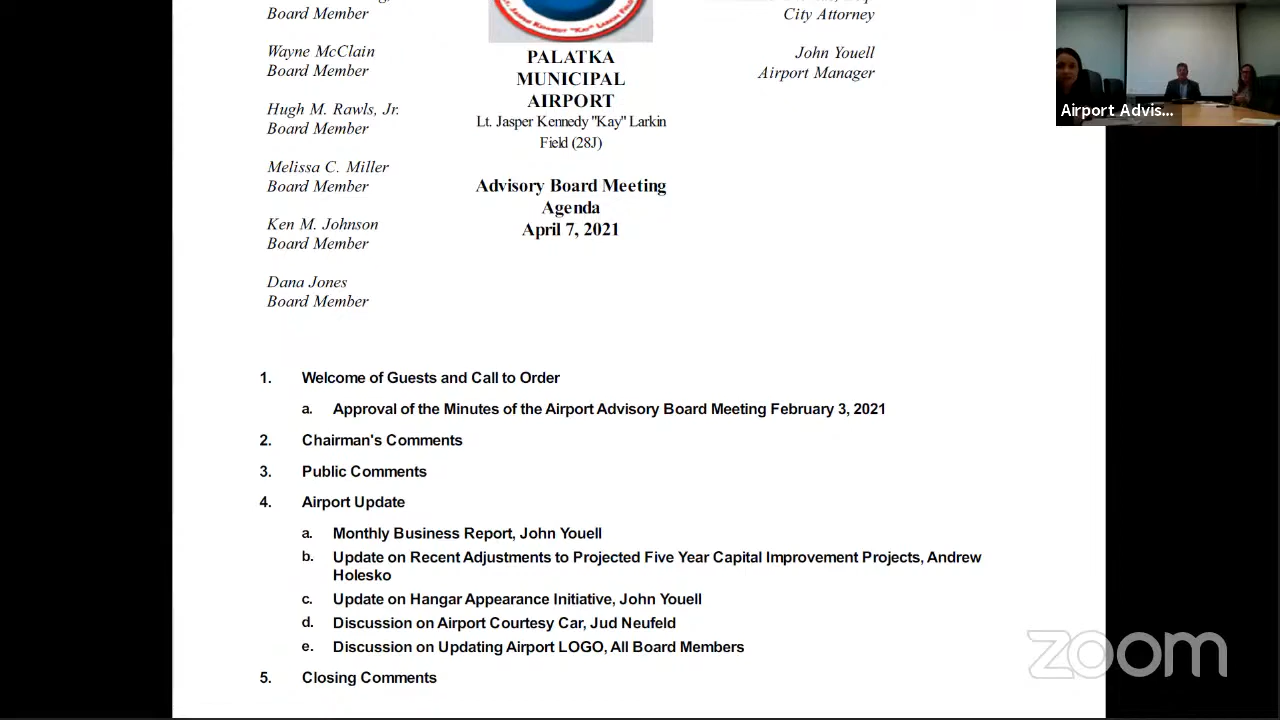 Board Member
Wayne McClain
Board Member
Hugh M. Rawls, Jr.
Board Member
Melissa C. Miller
Board Member
Ken M. Johnson
Board Member
Dana Jones
Board Member
PALATKA
MUNICIPAL
AIRPORT
Lt. Jasper Kennedy "Kay" Larkin
Field (28J)
Advisory Board Meeting
Agenda
April 7, 2021
City Attorney
John Youell
Airport Manager
Airport Advis...
1. Welcome of Guests and Call to Order
a. Approval of the Minutes of the Airport Advisory Board Meeting February 3, 2021
2. Chairman's Comments
3. Public Comments
4. Airport Update
a. Monthly Business Report, John Youell
b. Update on Recent Adjustments to Projected Five Year Capital Improvement Projects, Andrew
Holesko
c. Update on Hangar Appearance Initiative, John Youell
d. Discussion on Airport Courtesy Car, Jud Neufeld
e. Discussion on Updating Airport LOGO, All Board Members
5. Closing Comments
zoom